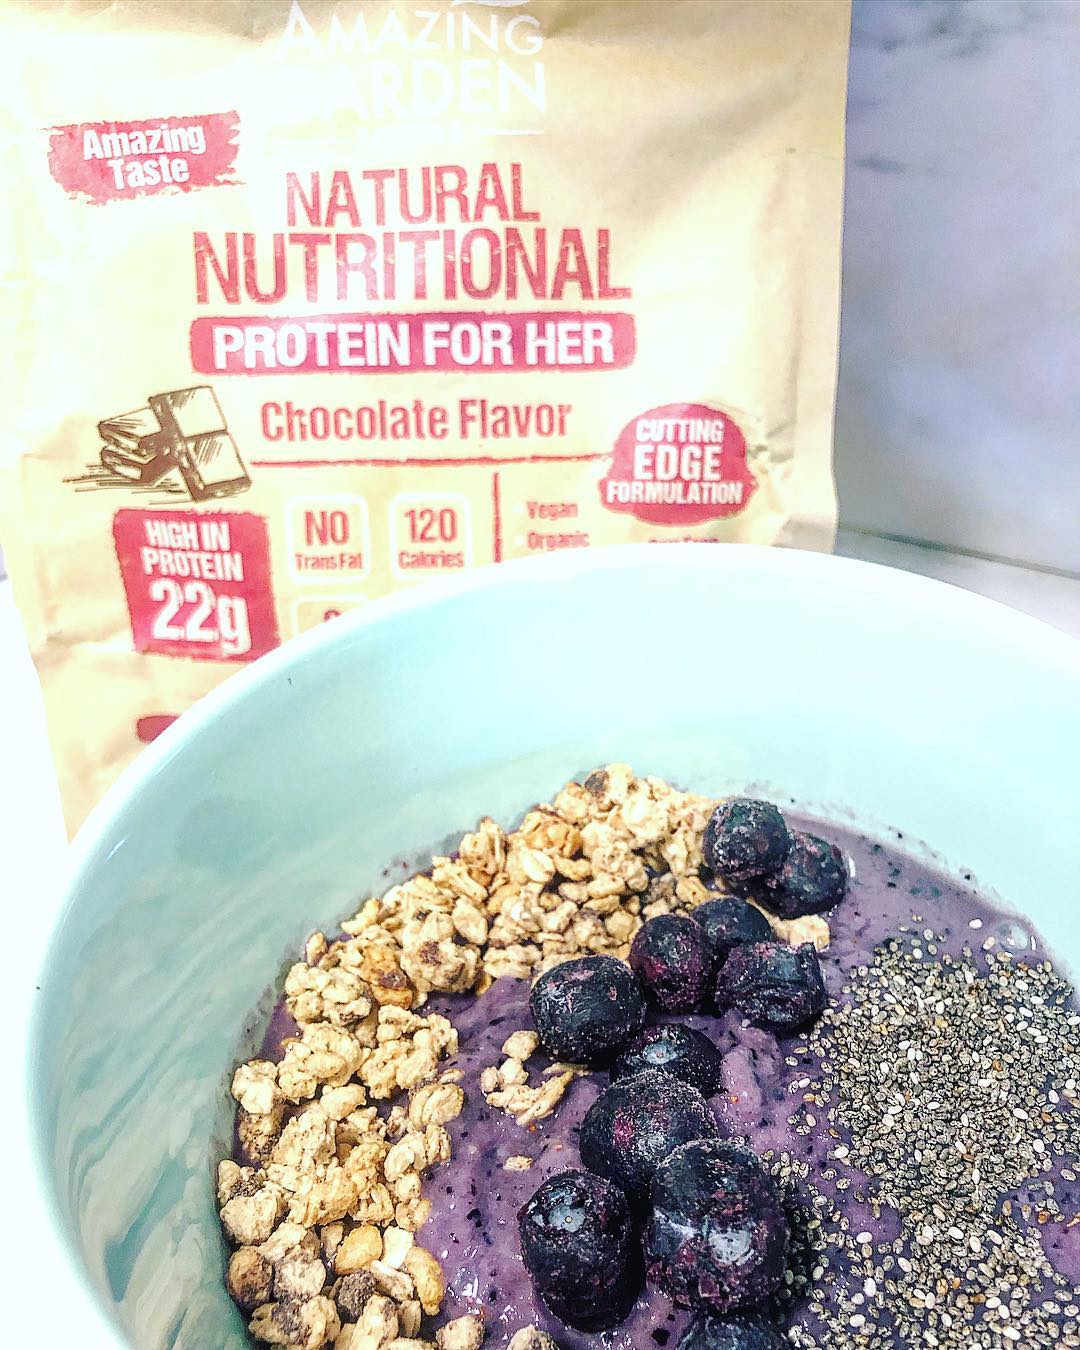 AMAZING
GARDEN
Amazing
Taste
NATURAL
NUTRITIONAL
PROTEIN FOR HER
Chocolate Flavor
CUTTING
EDGE
FORMULATION
HIGH IN
PROTEIN
22g
NO
Trans Fat
120
Calories
Vegan
Organic